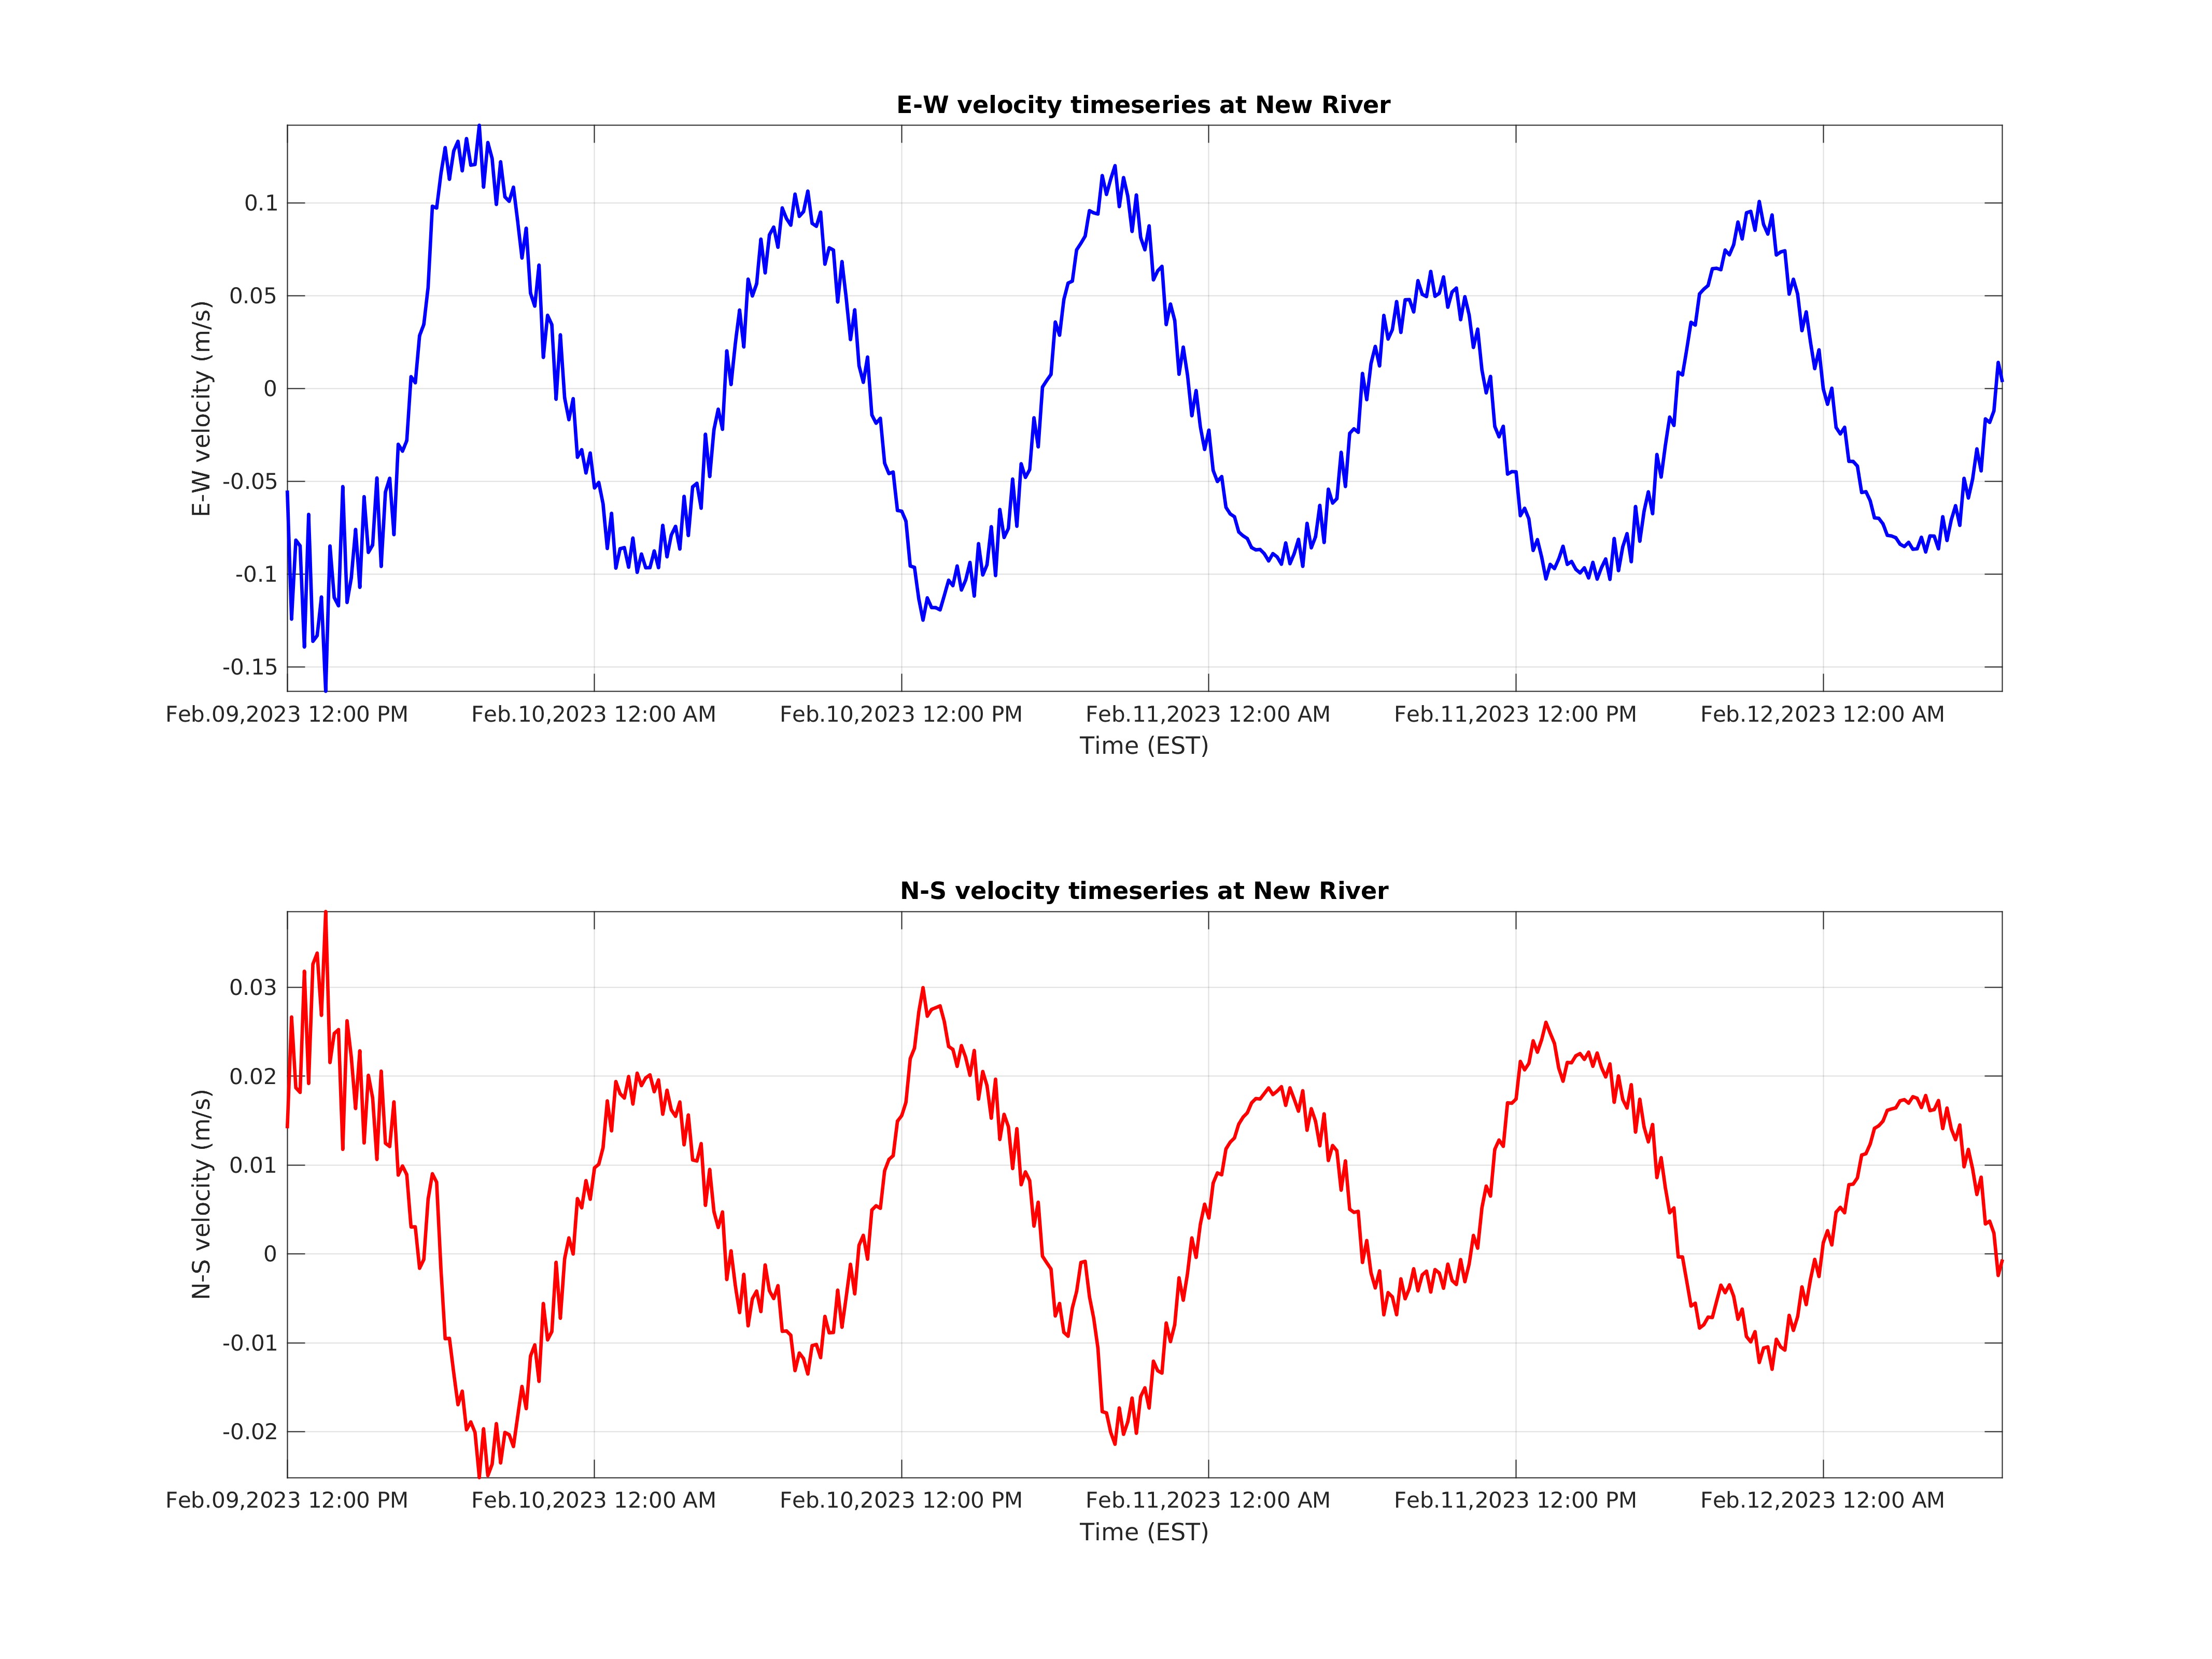 E-W velocity timeseries at New River
E-W velocity (m/s)
0.1
0.05
0
-0.05
-0.1
-0.15
Feb.09,2023 12:00 PM Feb.10,2023 12:00 AM Feb.10,2023 12:00 PM Feb.11,2023 12:00 AM Feb.11,2023 12:00 PM Feb.12,2023 12:00 AM
Time (EST)
N-S velocity timeseries at New River
N-S velocity (m/s)
0.03
0.02
0.01
0
-0.01
-0.02
Feb.09,2023 12:00 PM Feb.10,2023 12:00 AM Feb.10,2023 12:00 PM Feb.11,2023 12:00 AM Feb.11,2023 12:00 PM Feb.12,2023 12:00 AM
Time (EST)